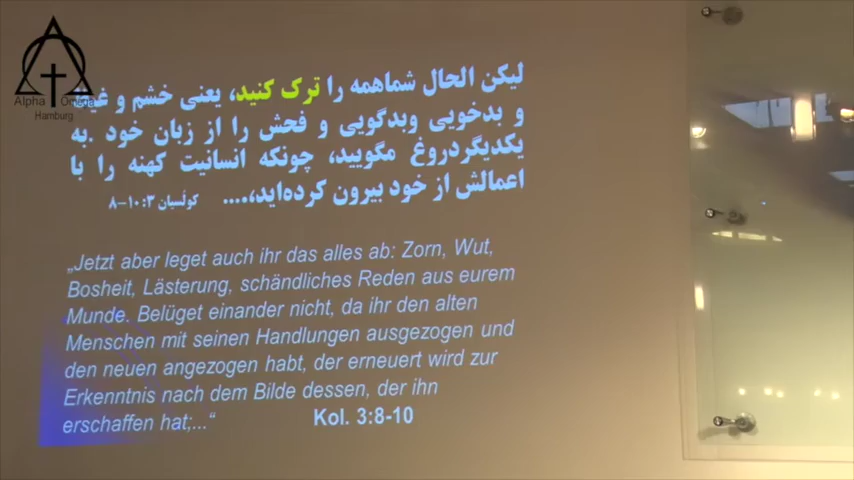 Alpha Omega
Hamburg
لیکن الحال شماهمه را ترک کنید، یعنی خشم و
و بدخویی وبدگویی و فحش را از زبان خود .به
یکدیگردروغ مگویید، چونکه انسانیت کهنه را با
اعمالش از خود بیرون کرده‌اید،.... کولسیان ۳:‏۱۰-۸
„Jetzt aber leget auch ihr das alles ab: Zorn, Wut,
Bosheit, Lästerung, schändliches Reden aus eurem
Munde. Belüget einander nicht, da ihr den alten
Menschen mit seinen Handlungen ausgezogen und
den neuen angezogen habt, der erneuert wird zur
Erkenntnis nach dem Bilde dessen, der ihn
erschaffen hat;...“ Kol. 3:8-10